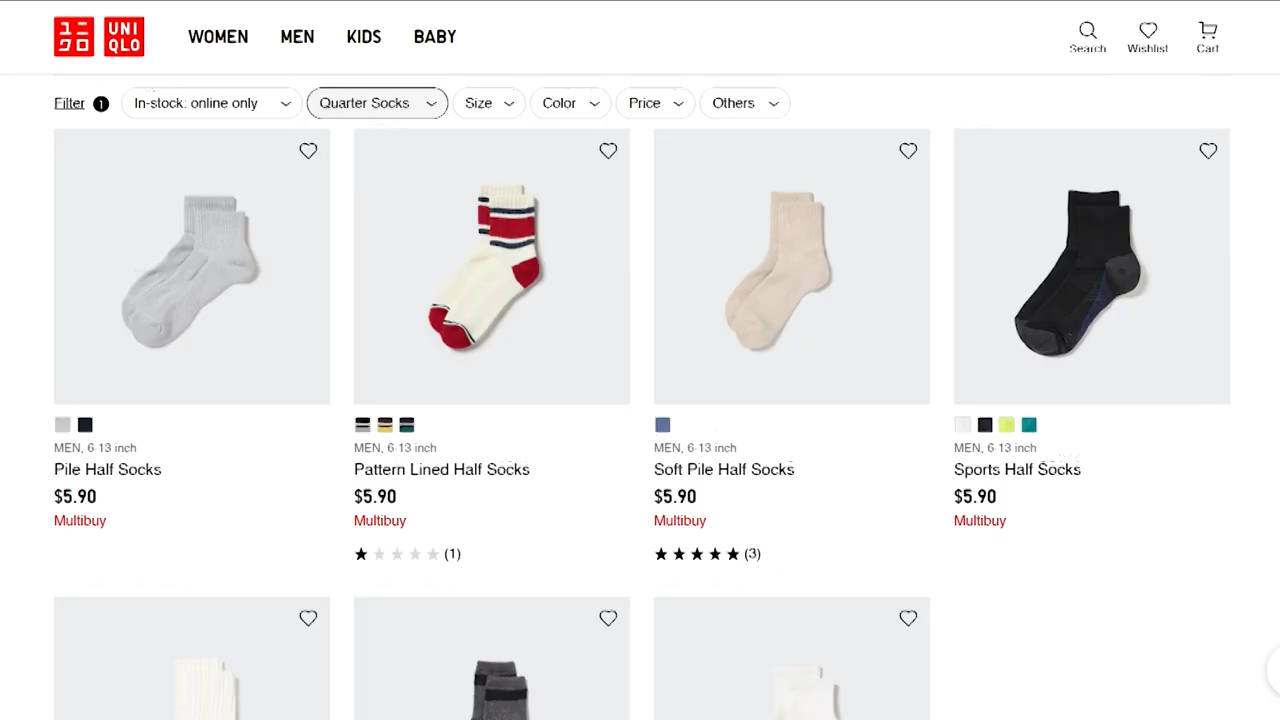 ユニ UNI
クロ QLO
WOMEN MEN KIDS BABY
Search Wishlist Cart
Filter 1 In-stock: online only Quarter Socks Size Color Price Others
MEN, 6-13 inch
Pile Half Socks
$5.90
Multibuy
MEN, 6-13 inch
Pattern Lined Half Socks
$5.90
Multibuy
(1)
MEN, 6-13 inch
Soft Pile Half Socks
$5.90
Multibuy
(3)
MEN, 6-13 inch
Sports Half Socks
$5.90
Multibuy